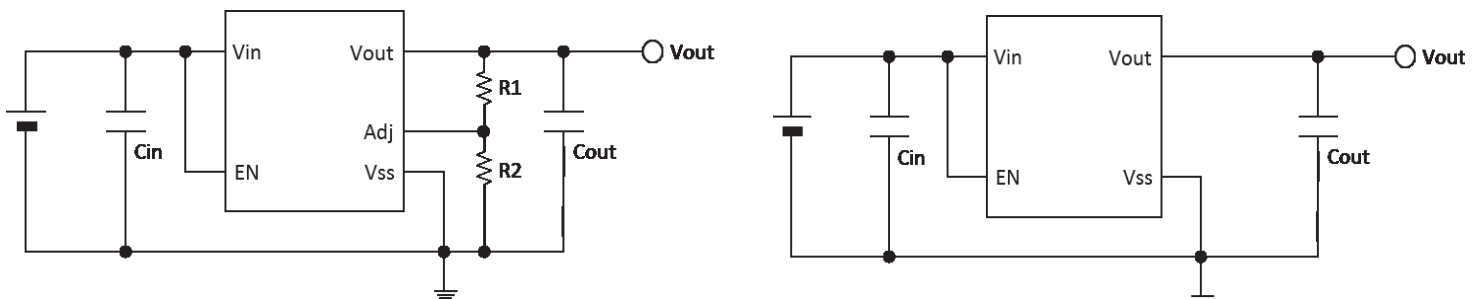 Vin
Vout
Vout
R1
Adj
Cin
Cout
EN
Vss
R2
Vin
Vout
Vout
Cin
Cout
EN
Vss